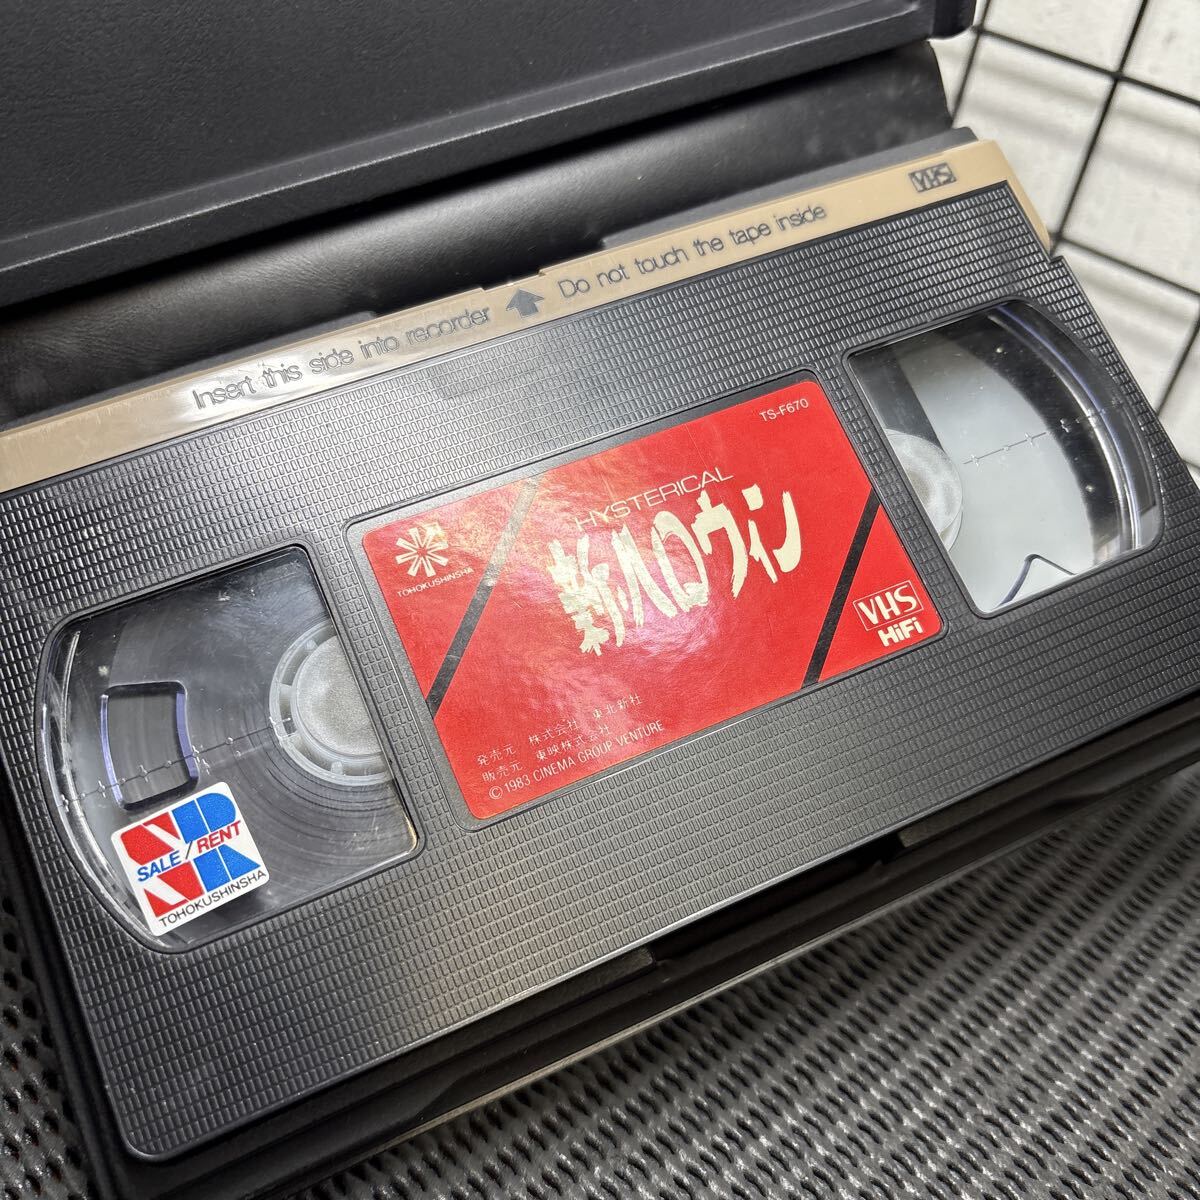 VHS
Insert this side into recorder Do not touch the tape inside
TS-F670
HYSTERICAL
新ハロウィン
TOHOKUSHINSHA
VHS
HiFi
発売元 株式会社 東北新社
販売元 東映株式会社
© 1983 CINEMA GROUP VENTURE
SR
SALE/RENT
TOHOKUSHINSHA